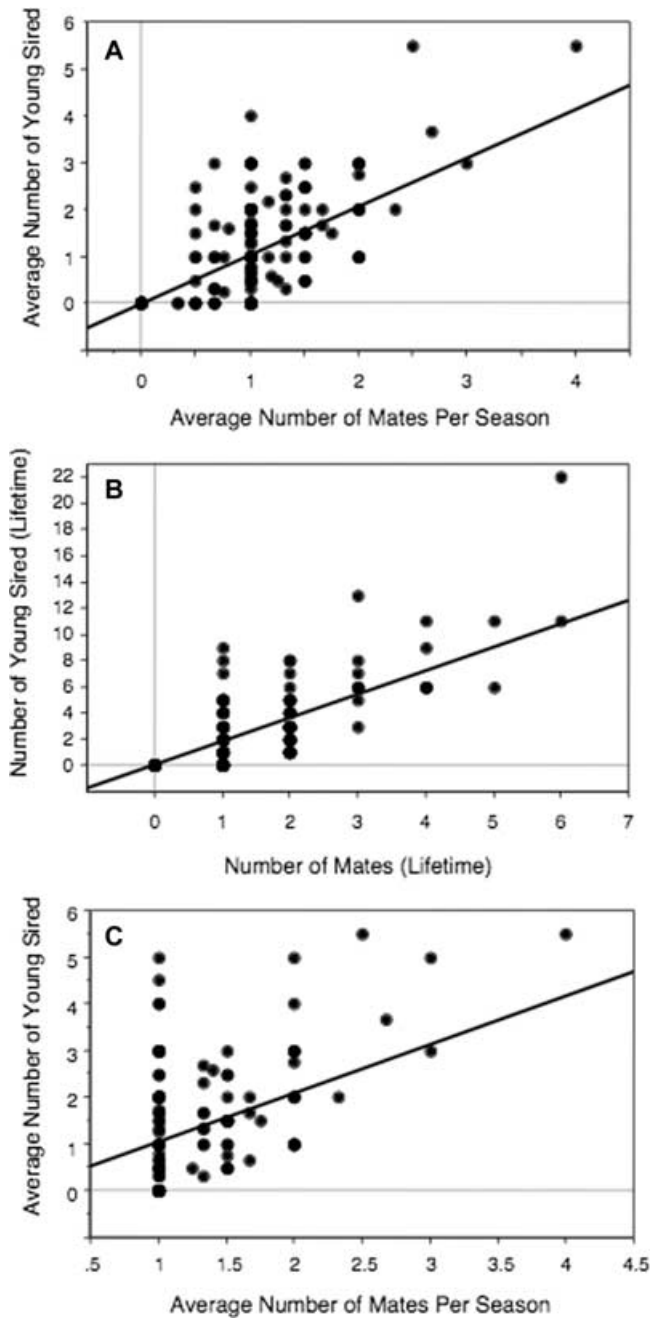 A
Average Number of Young Sired
6
5
4
3
2
1
0
0 1 2 3 4
Average Number of Mates Per Season
B
Number of Young Sired (Lifetime)
22
20
18
16
14
12
10
8
6
4
2
0
0 1 2 3 4 5 6 7
Number of Mates (Lifetime)
C
Average Number of Young Sired
6
5
4
3
2
1
0
.5 1 1.5 2 2.5 3 3.5 4 4.5
Average Number of Mates Per Season